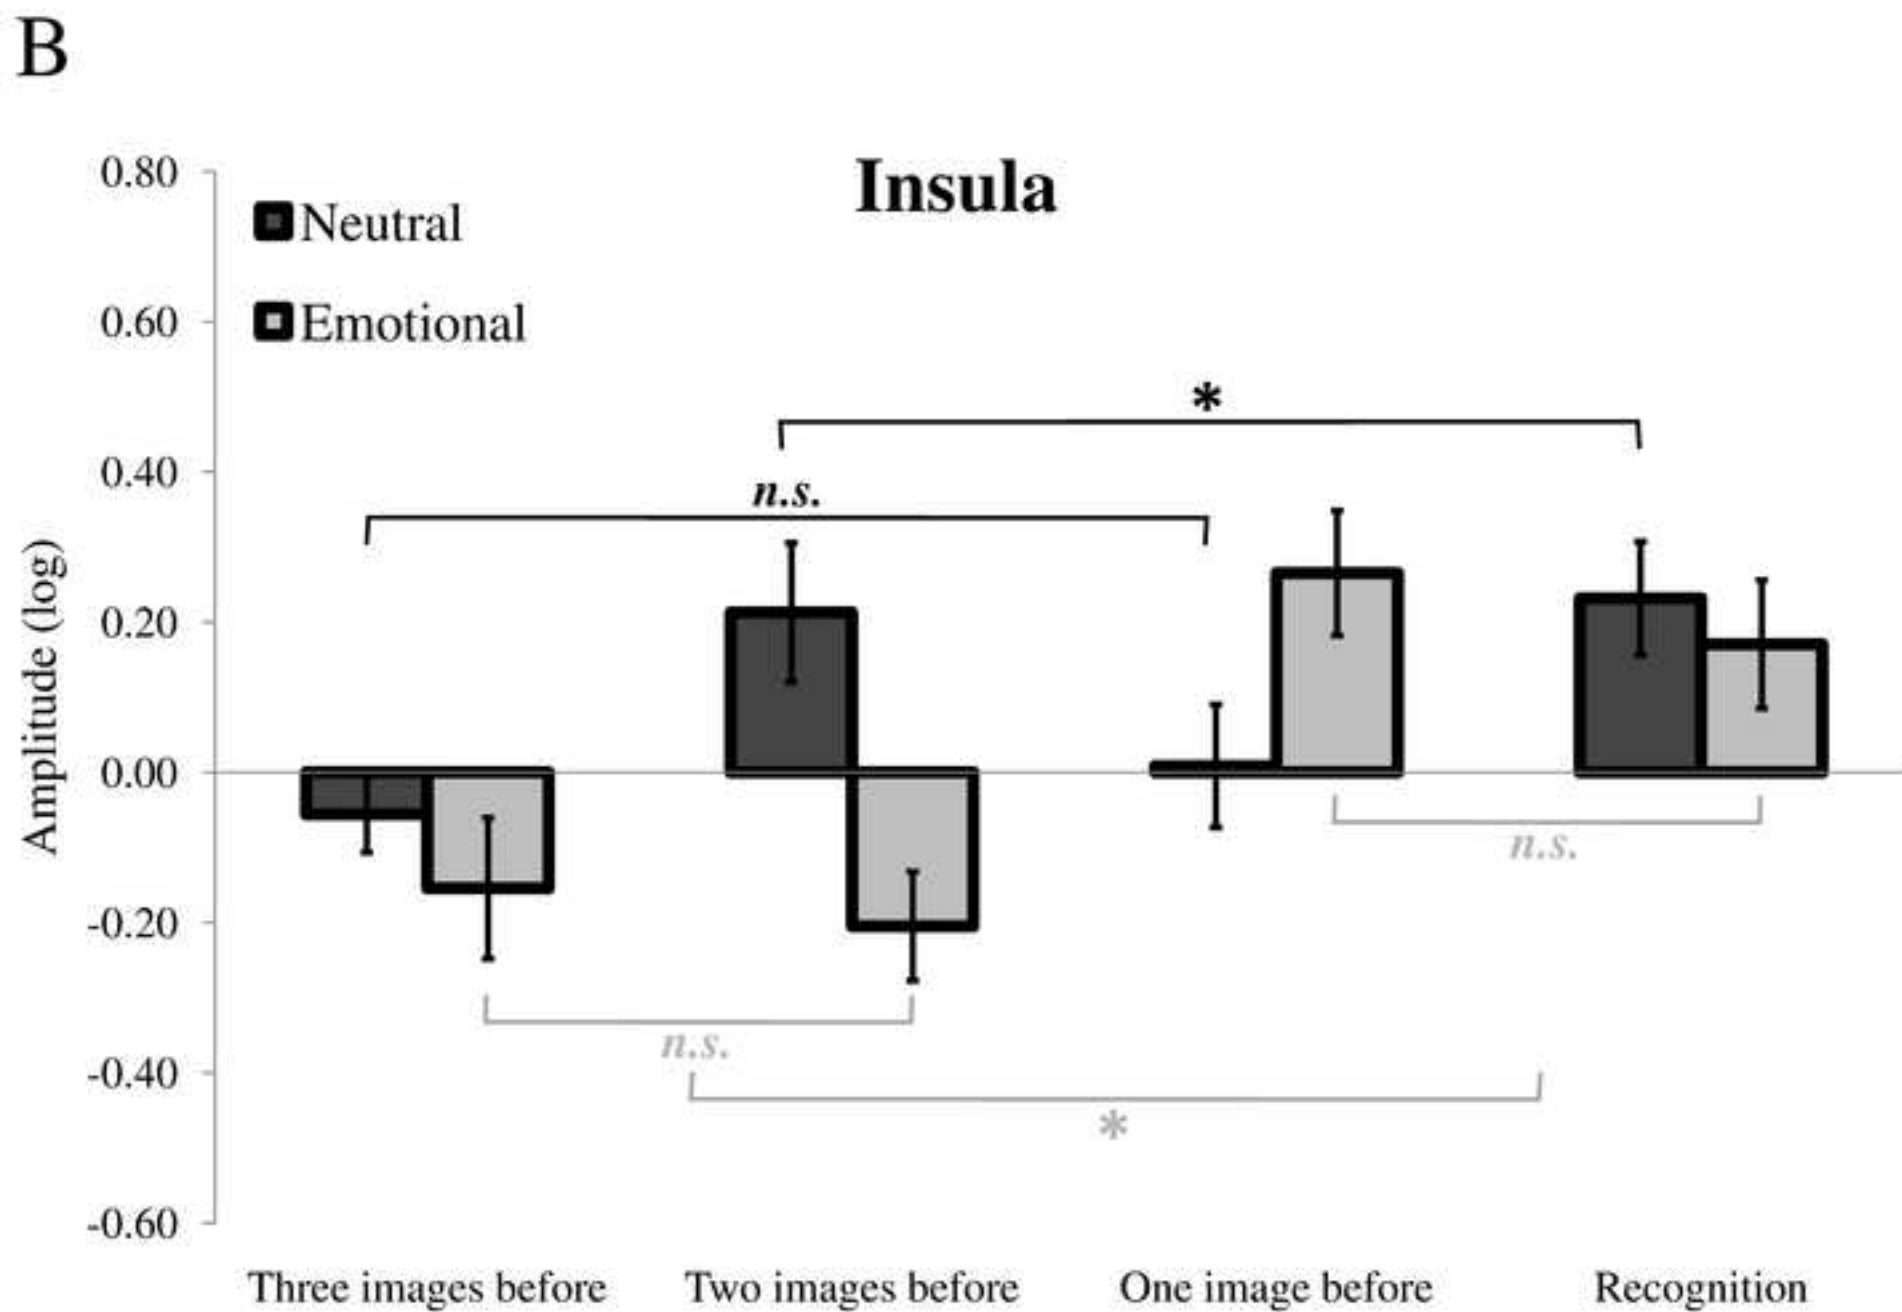 B
Insula
Neutral
Emotional
0.80
0.60
0.40
0.20
0.00
-0.20
-0.40
-0.60
Amplitude (log)
*
n.s.
n.s.
n.s.
*
Three images before
Two images before
One image before
Recognition